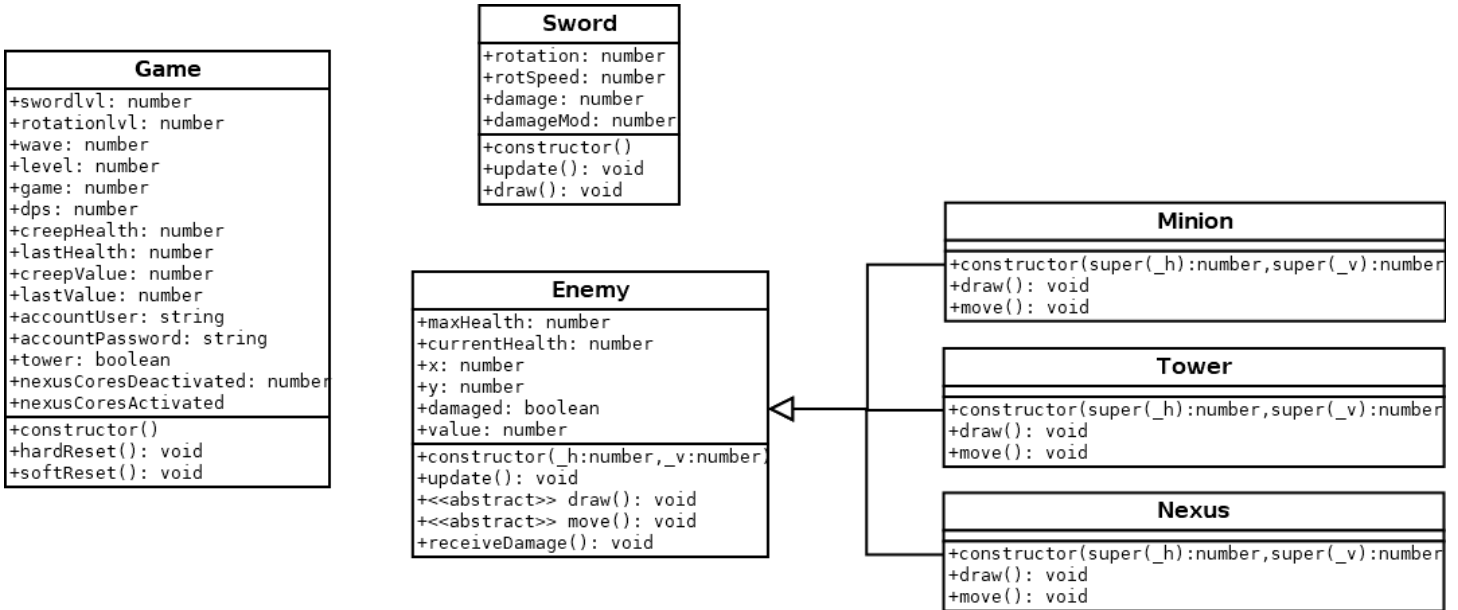 Game
+swordlvl: number
+rotationlvl: number
+wave: number
+level: number
+game: number
+dps: number
+creepHealth: number
+lastHealth: number
+creepValue: number
+lastValue: number
+accountUser: string
+accountPassword: string
+tower: boolean
+nexusCoresDeactivated: number
+nexusCoresActivated
+constructor()
+hardReset(): void
+softReset(): void
Sword
+rotation: number
+rotSpeed: number
+damage: number
+damageMod: number
+constructor()
+update(): void
+draw(): void
Enemy
+maxHealth: number
+currentHealth: number
+x: number
+y: number
+damaged: boolean
+value: number
+constructor(_h:number,_v:number)
+update(): void
+<<abstract>> draw(): void
+<<abstract>> move(): void
+receiveDamage(): void
Minion
+constructor(super(_h):number,super(_v):number
+draw(): void
+move(): void
Tower
+constructor(super(_h):number,super(_v):number
+draw(): void
+move(): void
Nexus
+constructor(super(_h):number,super(_v):number
+draw(): void
+move(): void